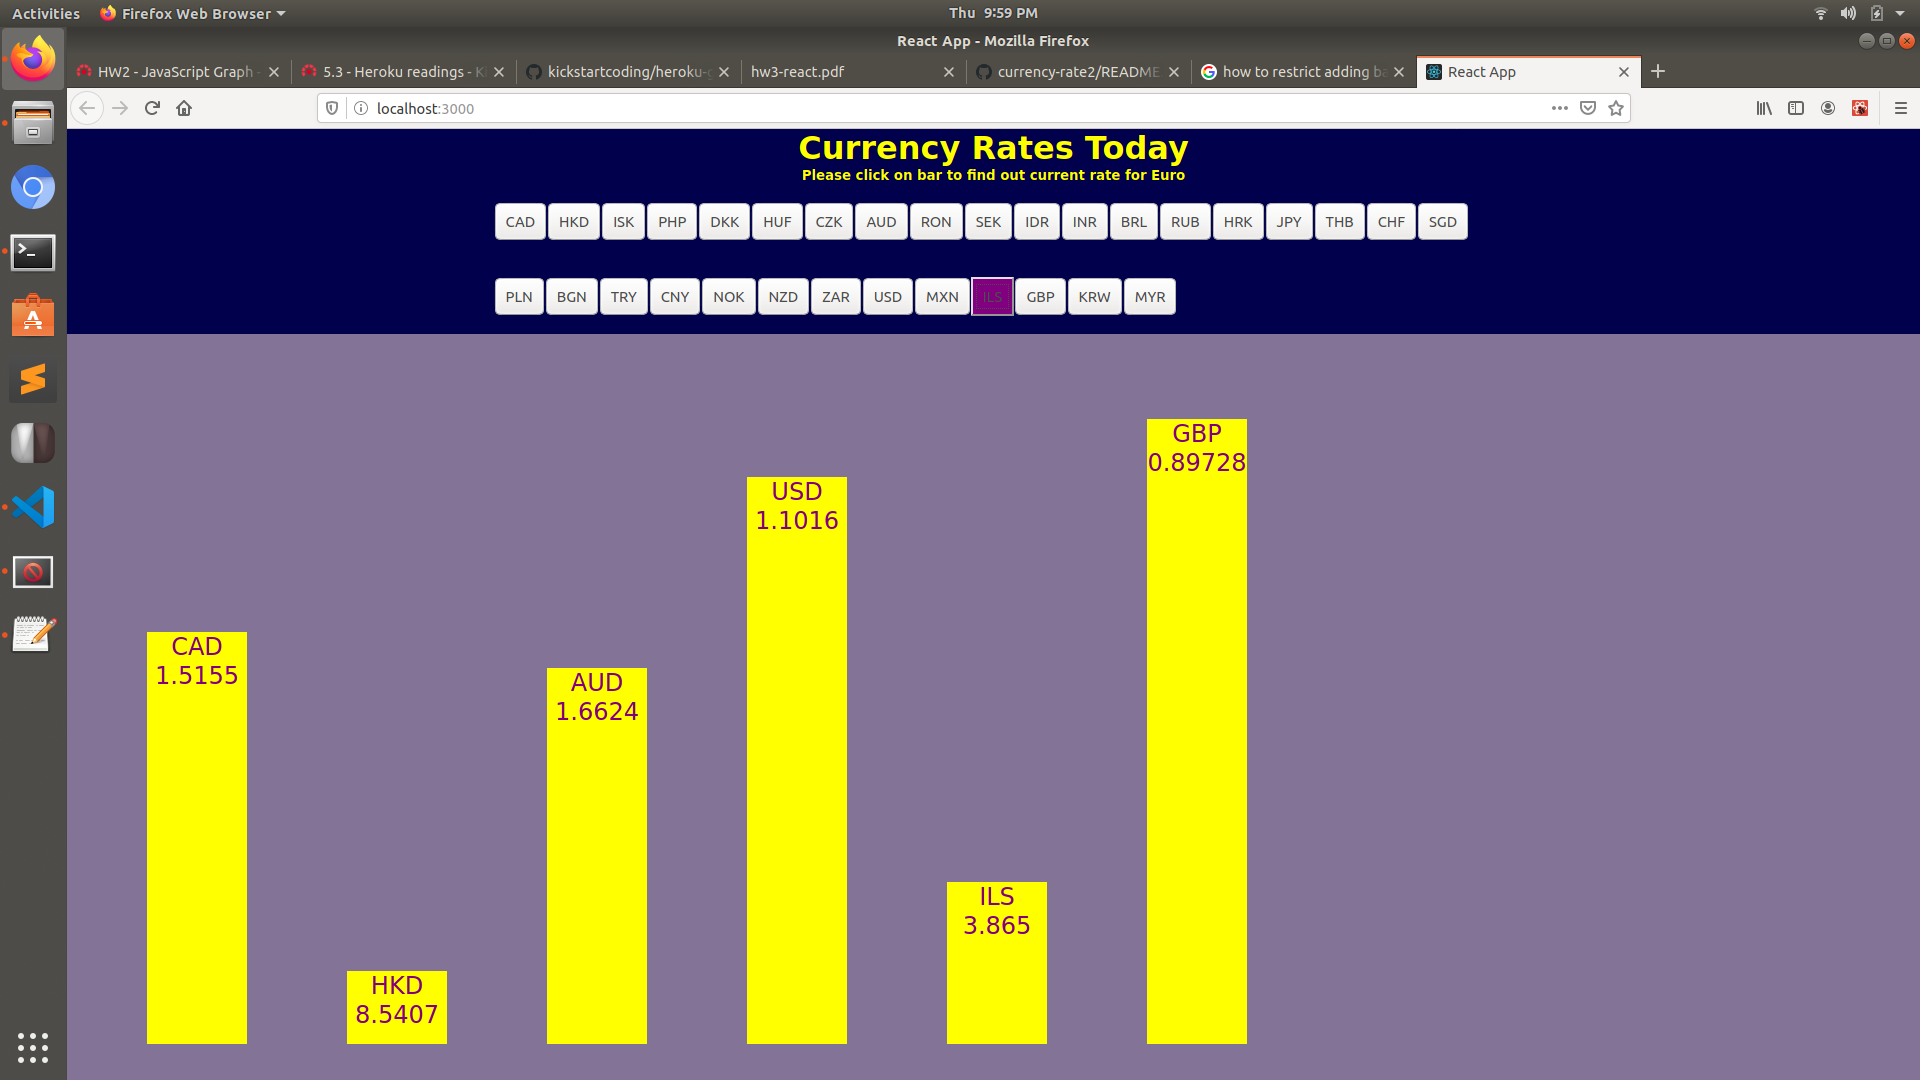 Activities Firefox Web Browser Thu 9:59 PM
React App - Mozilla Firefox
HW2 - JavaScript Graph - 5.3 - Heroku readings - kickstartcoding/heroku- hw3-react.pdf currency-rate2/README how to restrict adding React App
localhost:3000
Currency Rates Today
Please click on bar to find out current rate for Euro
CAD HKD ISK PHP DKK HUF CZK AUD RON SEK IDR INR BRL RUB HRK JPY THB CHF SGD
PLN BGN TRY CNY NOK NZD ZAR USD MXN ILS GBP KRW MYR
GBP
0.89728
USD
1.1016
CAD
1.5155
AUD
1.6624
ILS
3.865
HKD
8.5407